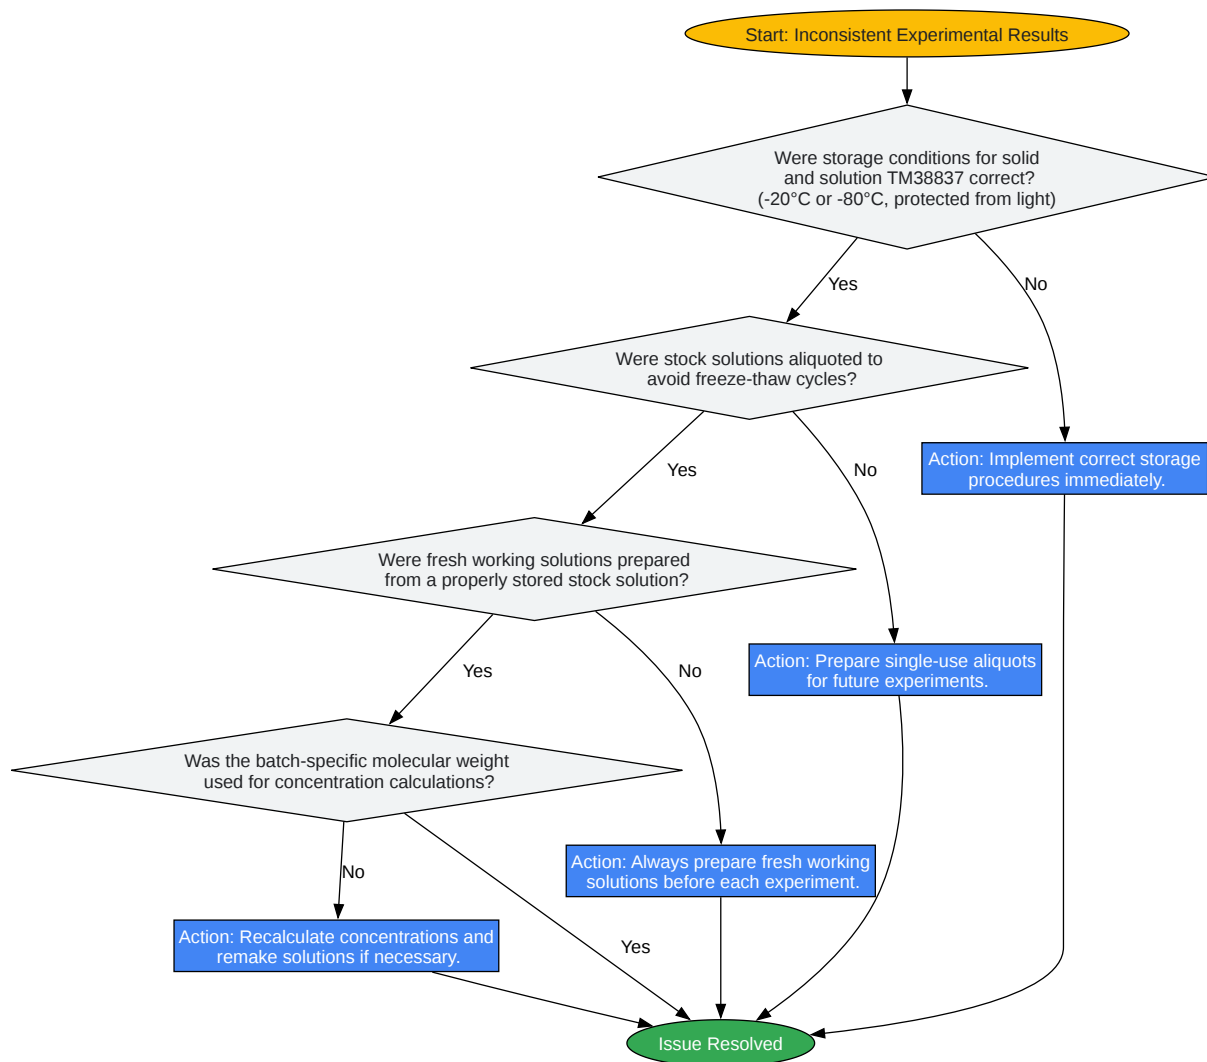 Start: Inconsistent Experimental Results
Were storage conditions for solid
and solution TM38837 correct?
(-20°C or -80°C, protected from light)
Yes
No
Were stock solutions aliquoted to
avoid freeze-thaw cycles?
Action: Implement correct storage
procedures immediately.
Yes
No
Were fresh working solutions prepared
from a properly stored stock solution?
Action: Prepare single-use aliquots
for future experiments.
Yes
No
Was the batch-specific molecular weight
used for concentration calculations?
Action: Always prepare fresh working
solutions before each experiment.
No
Yes
Action: Recalculate concentrations and
remake solutions if necessary.
Issue Resolved